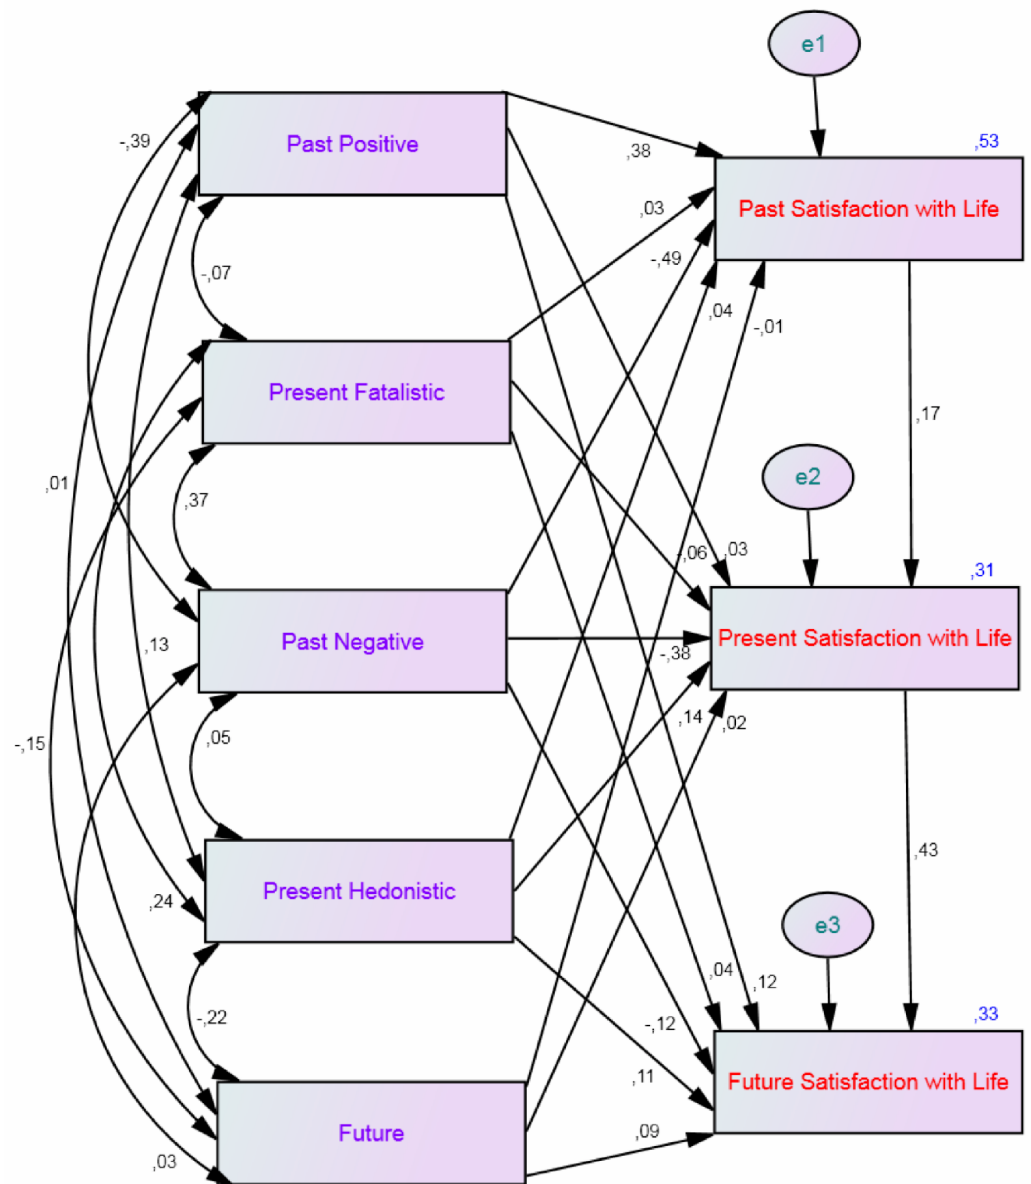 e1
-,39
Past Positive
,38
,53
Past Satisfaction with Life
,03
-,49
-,07
,04
-,01
Present Fatalistic
,17
,01
,37
e2
-,06
,03
,31
Past Negative
Present Satisfaction with Life
,13
-,38
,14
,02
-,15
,05
,43
Present Hedonistic
,24
e3
,04
,12
-,22
-,12
,33
,11
Future Satisfaction with Life
Future
,09
,03